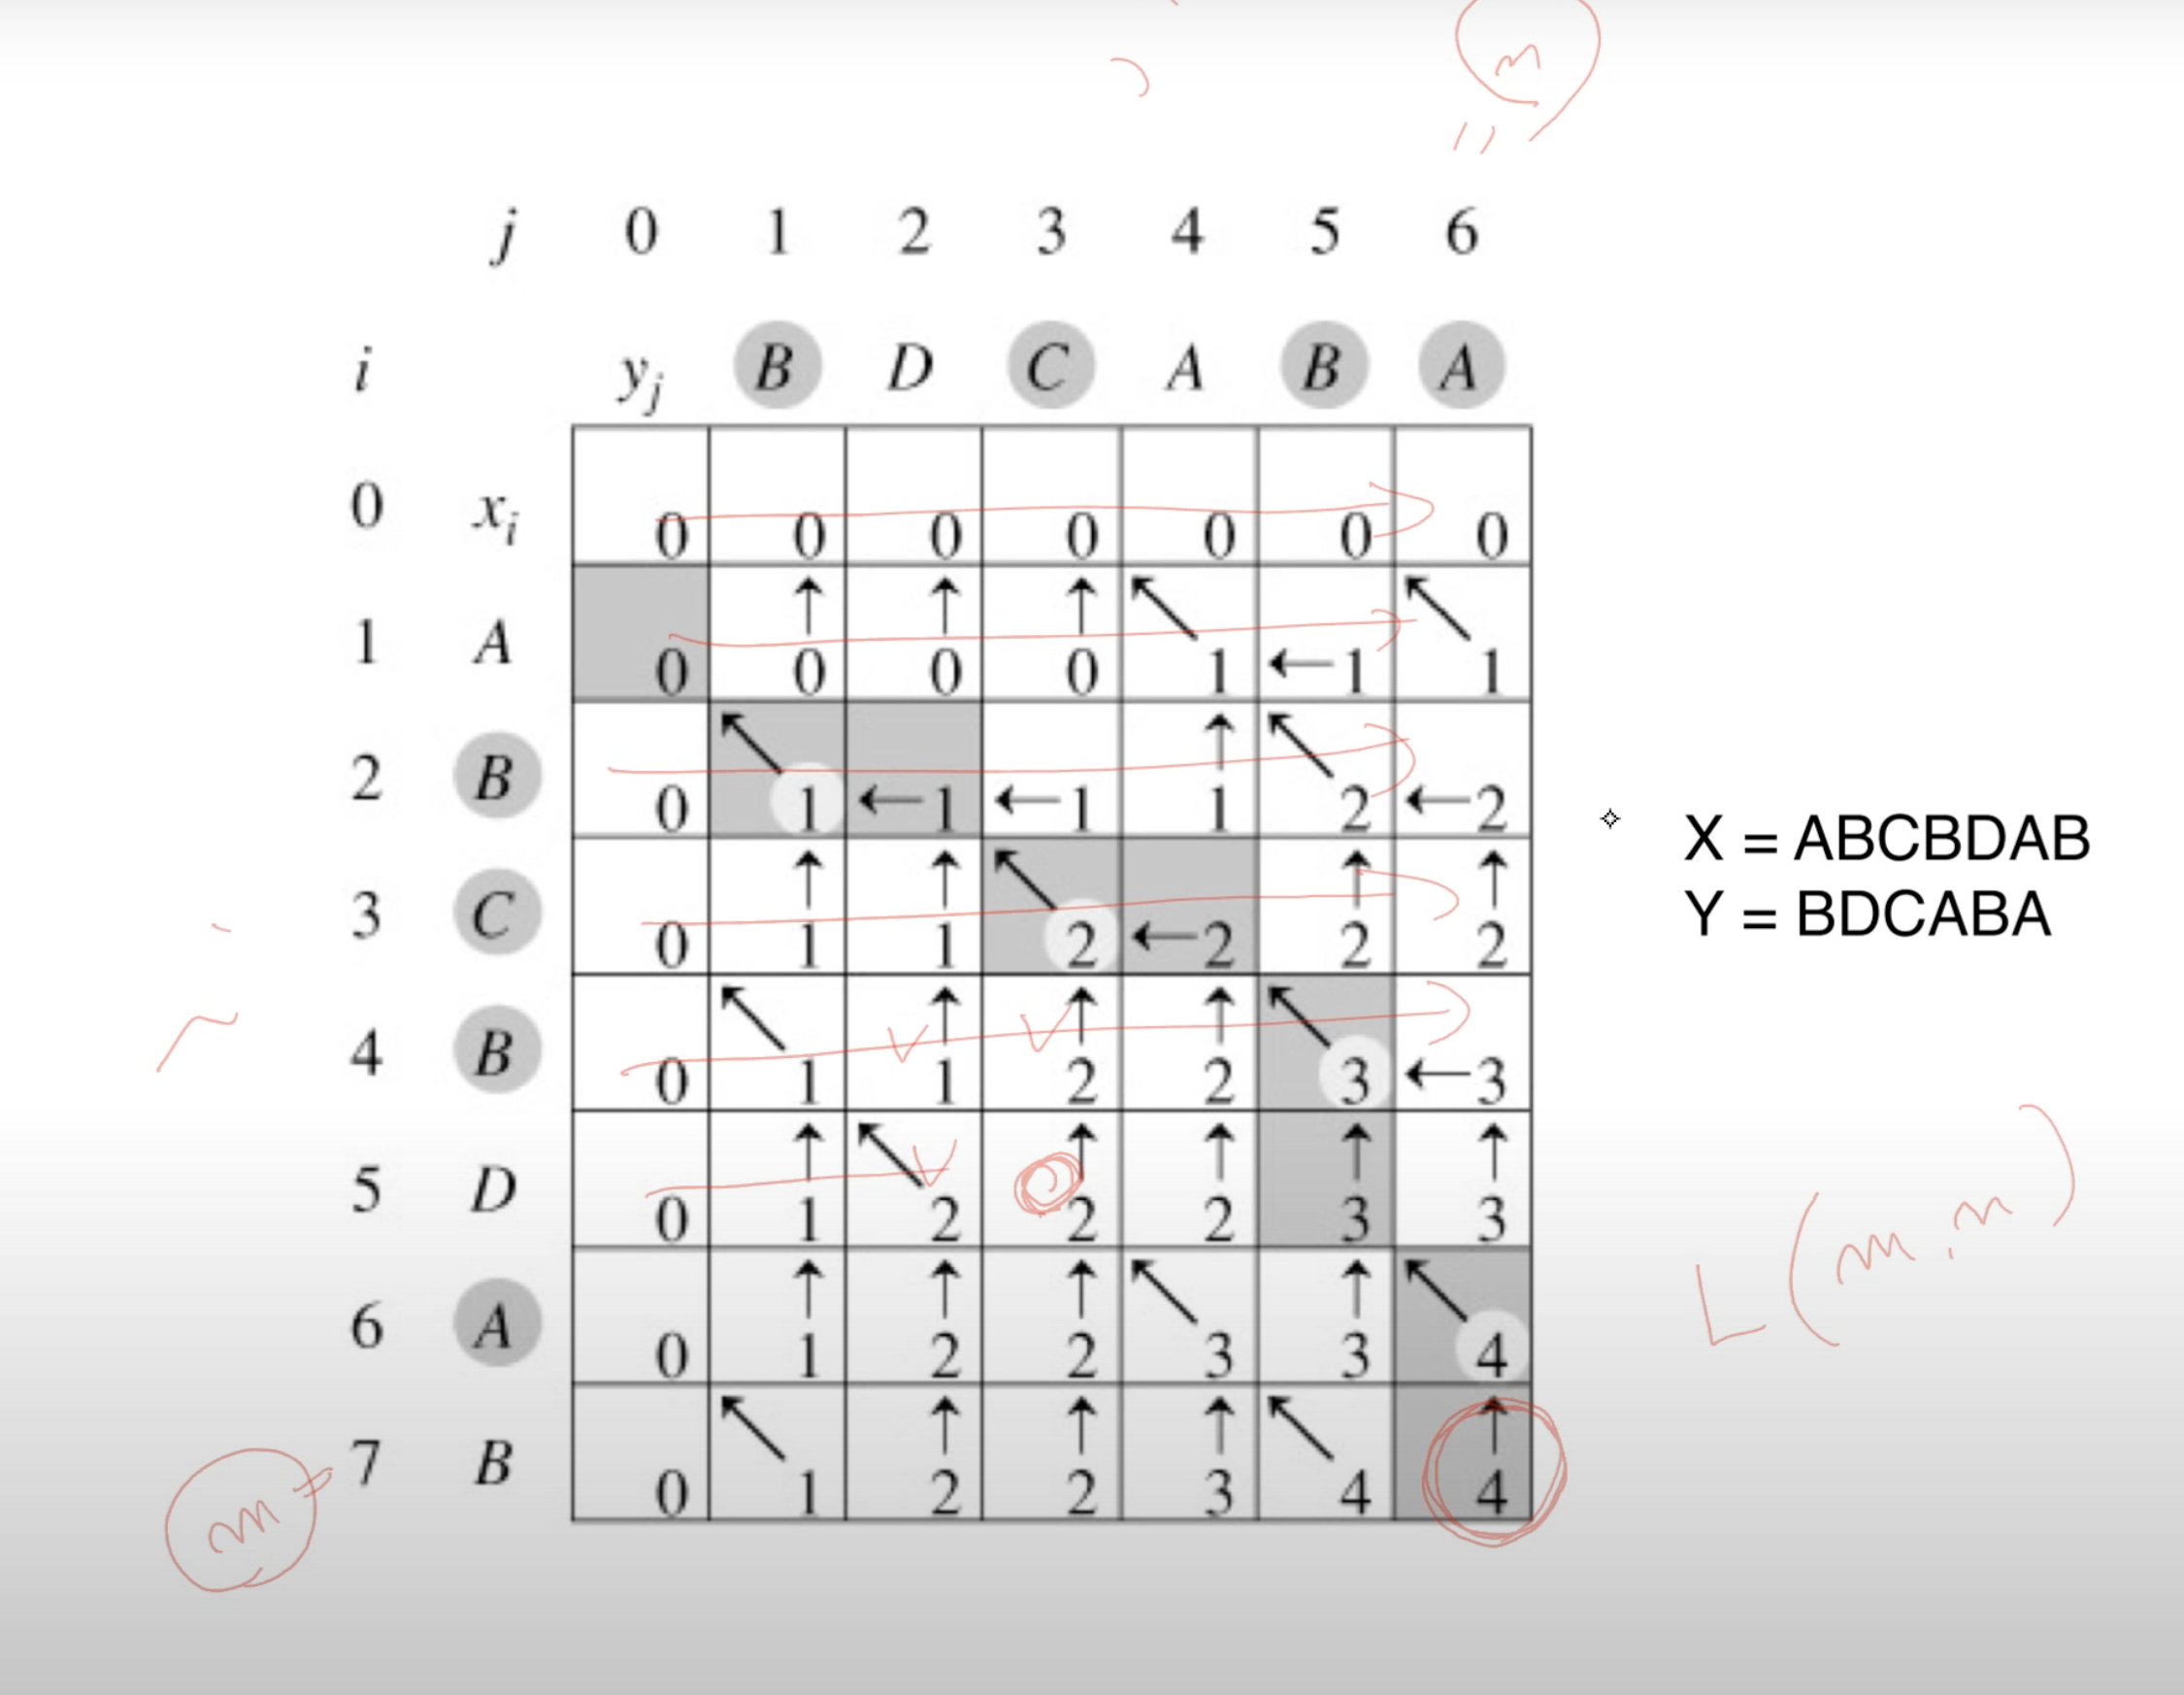 m
j 0 1 2 3 4 5 6
i yj B D C A B A
0 xi 0 0 0 0 0 0 0
1 A 0 ↑0 ↑0 ↑0 ↖1 ←1 ↖1
2 B 0 ↖1 ←1 ←1 ↑1 ↖2 ←2
3 C 0 ↑1 ↑1 ↖2 ←2 ↑2 ↑2
4 B 0 ↖1 ↑1 ↑2 ↑2 ↖3 ←3
5 D 0 ↑1 ↖2 ↑2 ↑2 ↑3 ↑3
6 A 0 ↑1 ↑2 ↑2 ↖3 ↑3 ↖4
7 B 0 ↖1 ↑2 ↑2 ↑3 ↖4 ↑4
X = ABCBDAB
Y = BDCABA
L(m,n)
m =